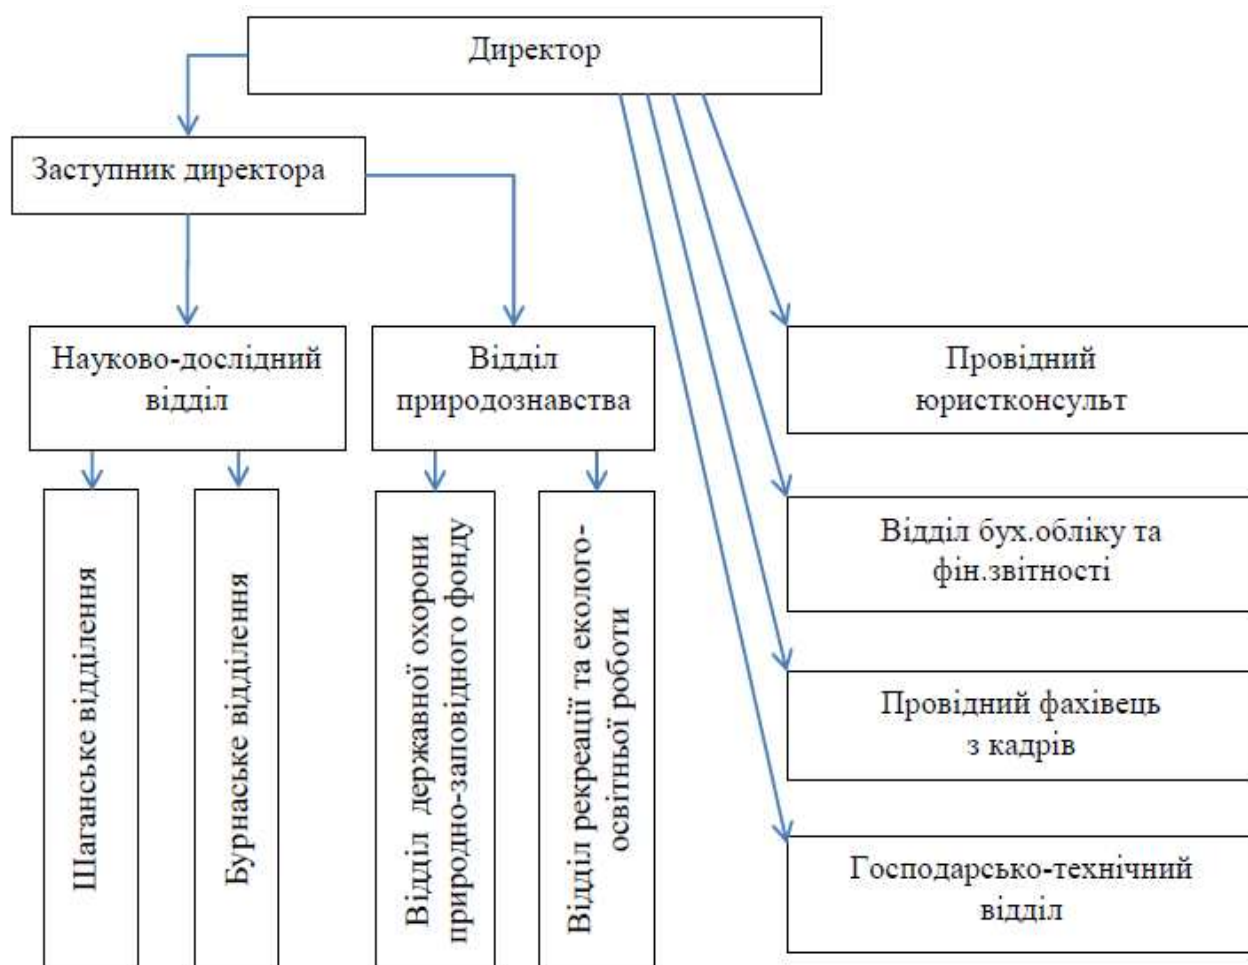 Директор
Заступник директора
Науково-дослідний
відділ
Відділ
природознавства
Провідний
юристконсульт
Шаганське відділення
Бурнаське відділення
Відділ державної охорони
природно-заповідного фонду
Відділ рекреації та еколого-
освітньої роботи
Відділ бух.обліку та
фін.звітності
Провідний фахівець
з кадрів
Господарсько-технічний
відділ